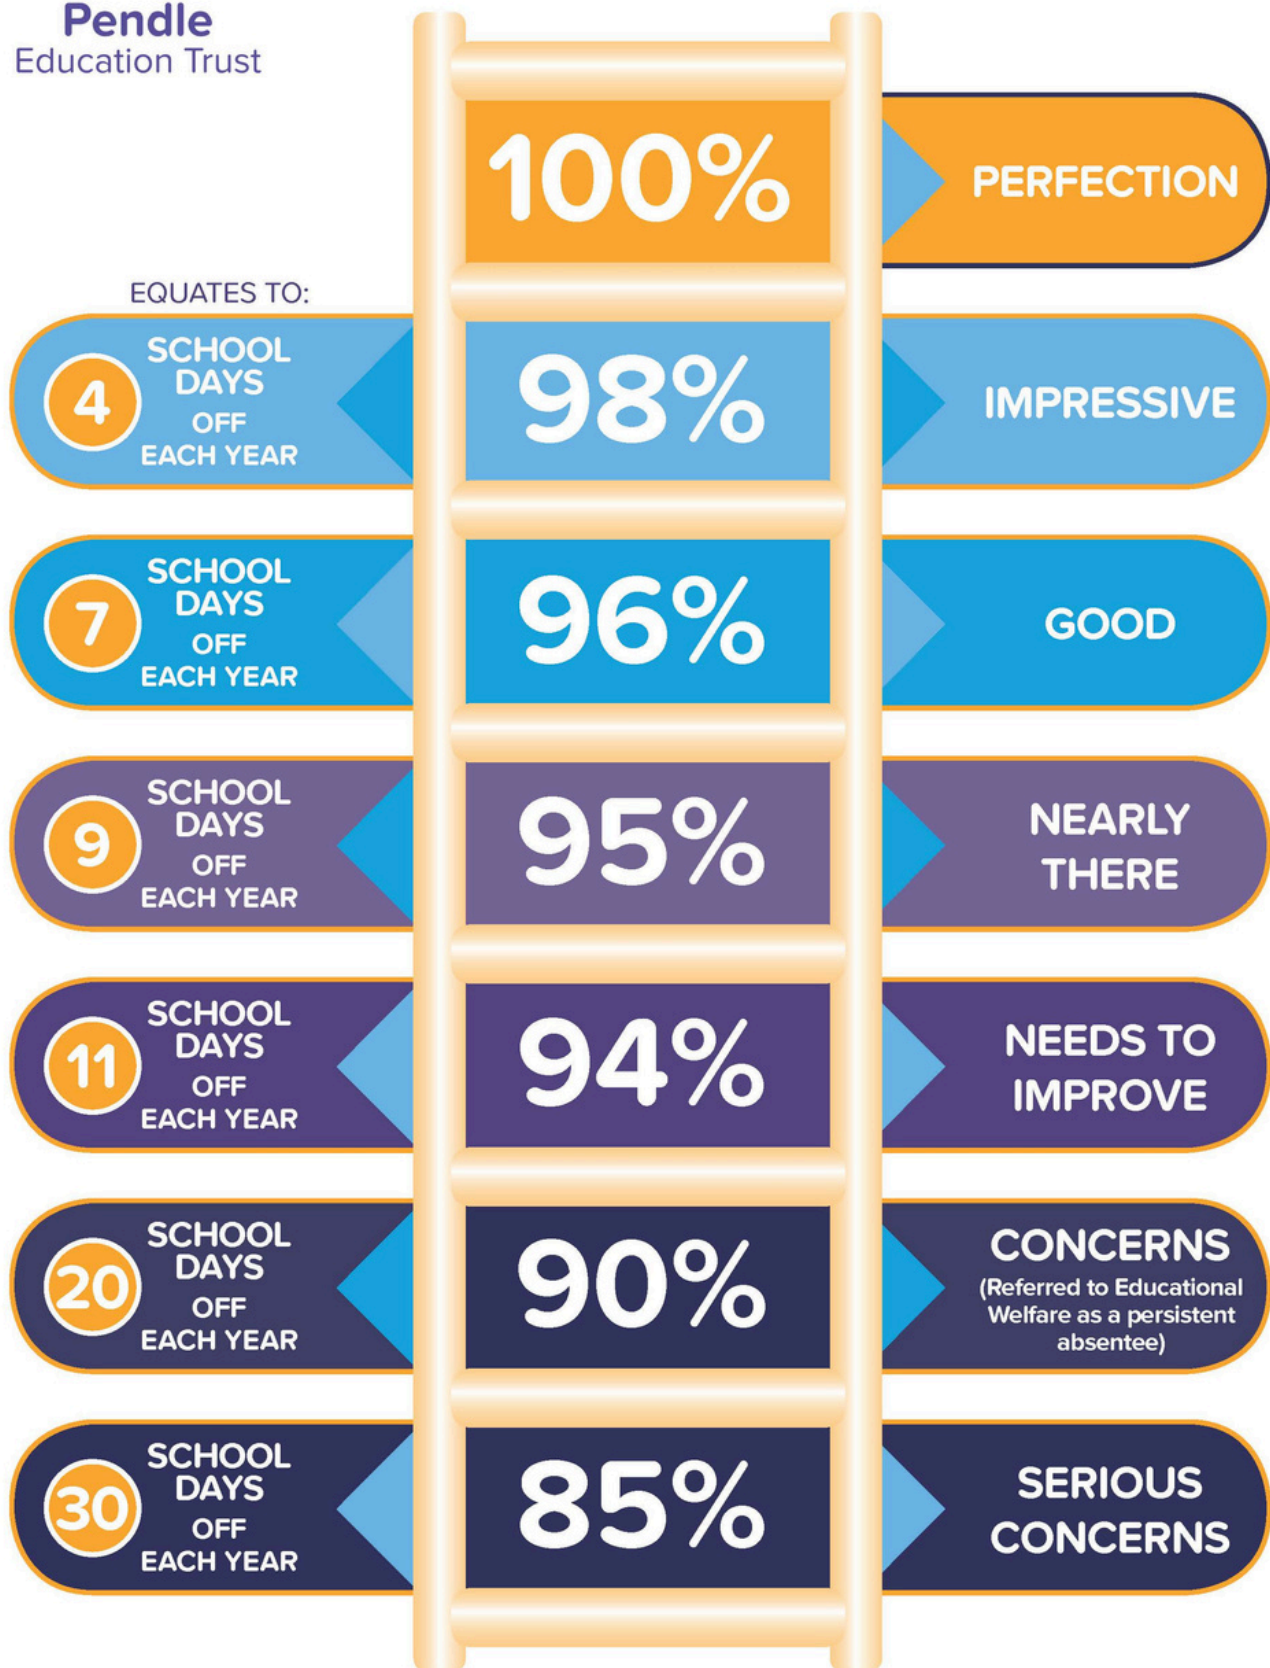 Pendle
Education Trust
100%
PERFECTION
EQUATES TO:
4
SCHOOL
DAYS
OFF
EACH YEAR
98%
IMPRESSIVE
7
SCHOOL
DAYS
OFF
EACH YEAR
96%
GOOD
9
SCHOOL
DAYS
OFF
EACH YEAR
95%
NEARLY
THERE
11
SCHOOL
DAYS
OFF
EACH YEAR
94%
NEEDS TO
IMPROVE
20
SCHOOL
DAYS
OFF
EACH YEAR
90%
CONCERNS
(Referred to Educational
Welfare as a persistent
absentee)
30
SCHOOL
DAYS
OFF
EACH YEAR
85%
SERIOUS
CONCERNS